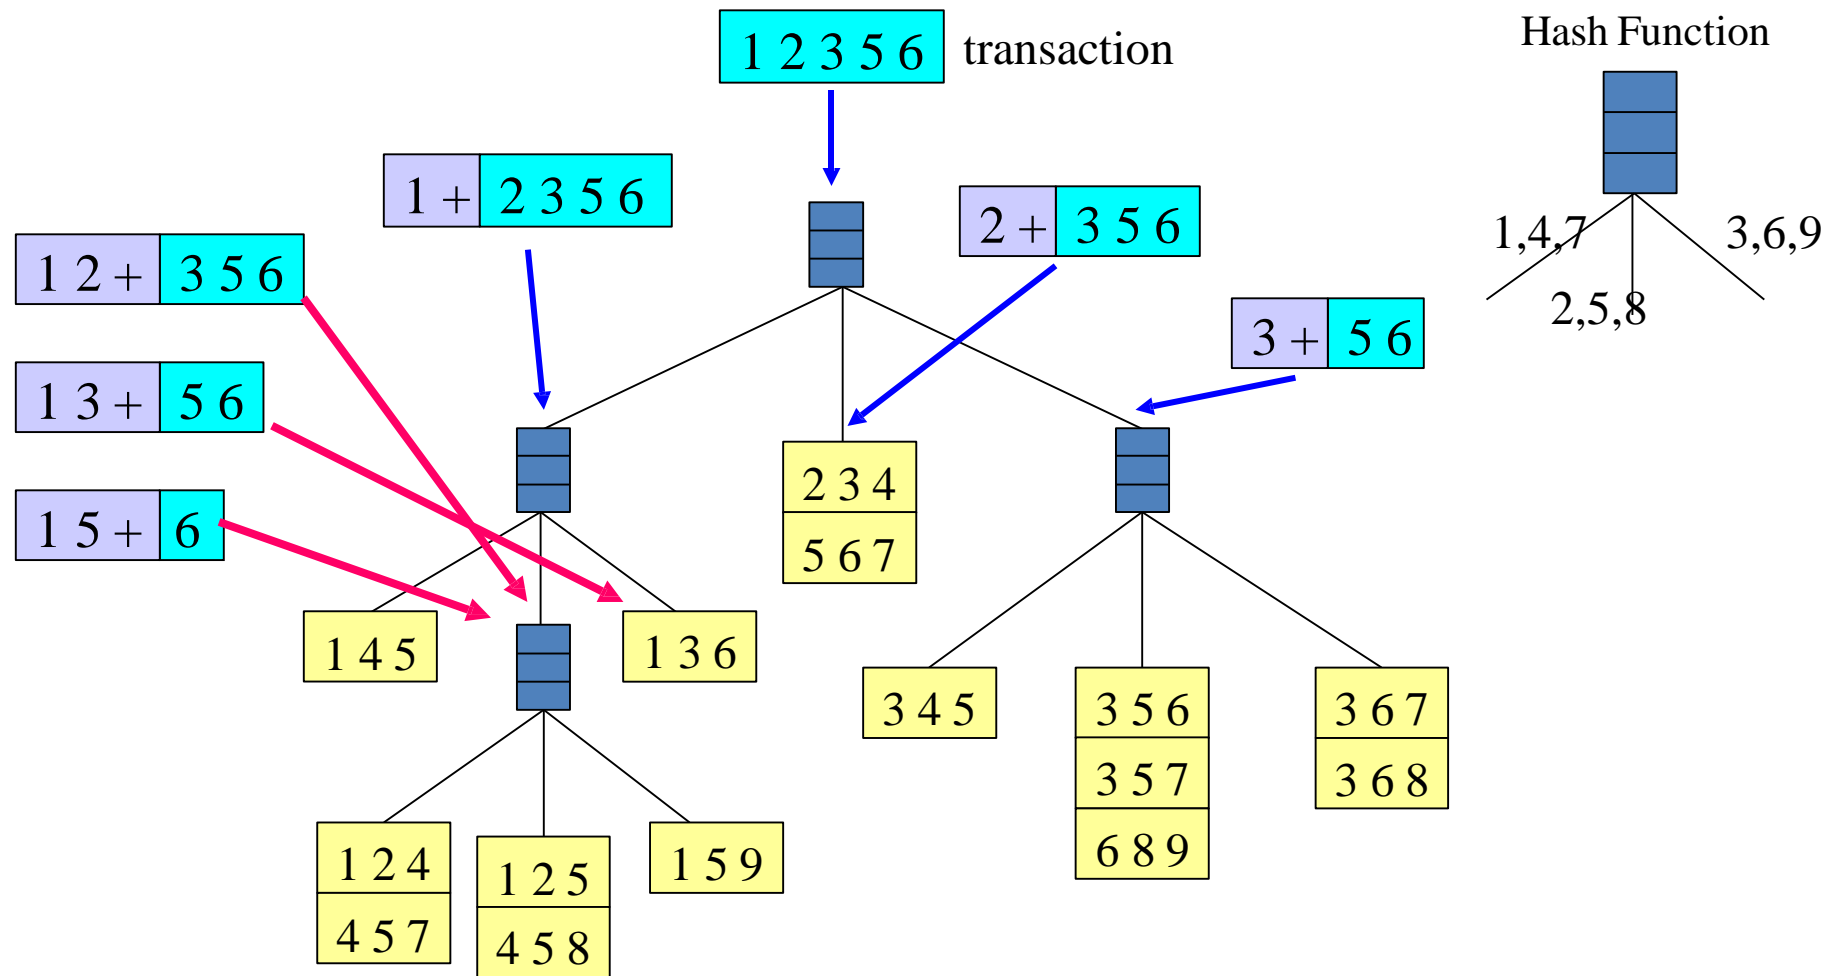 1 2 3 5 6 transaction
Hash Function
1,4,7
2,5,8
3,6,9
1 + 2 3 5 6
2 + 3 5 6
3 + 5 6
1 2 + 3 5 6
1 3 + 5 6
1 5 + 6
2 3 4
5 6 7
1 4 5
1 3 6
3 4 5
3 5 6
3 5 7
6 8 9
3 6 7
3 6 8
1 2 4
4 5 7
1 2 5
4 5 8
1 5 9